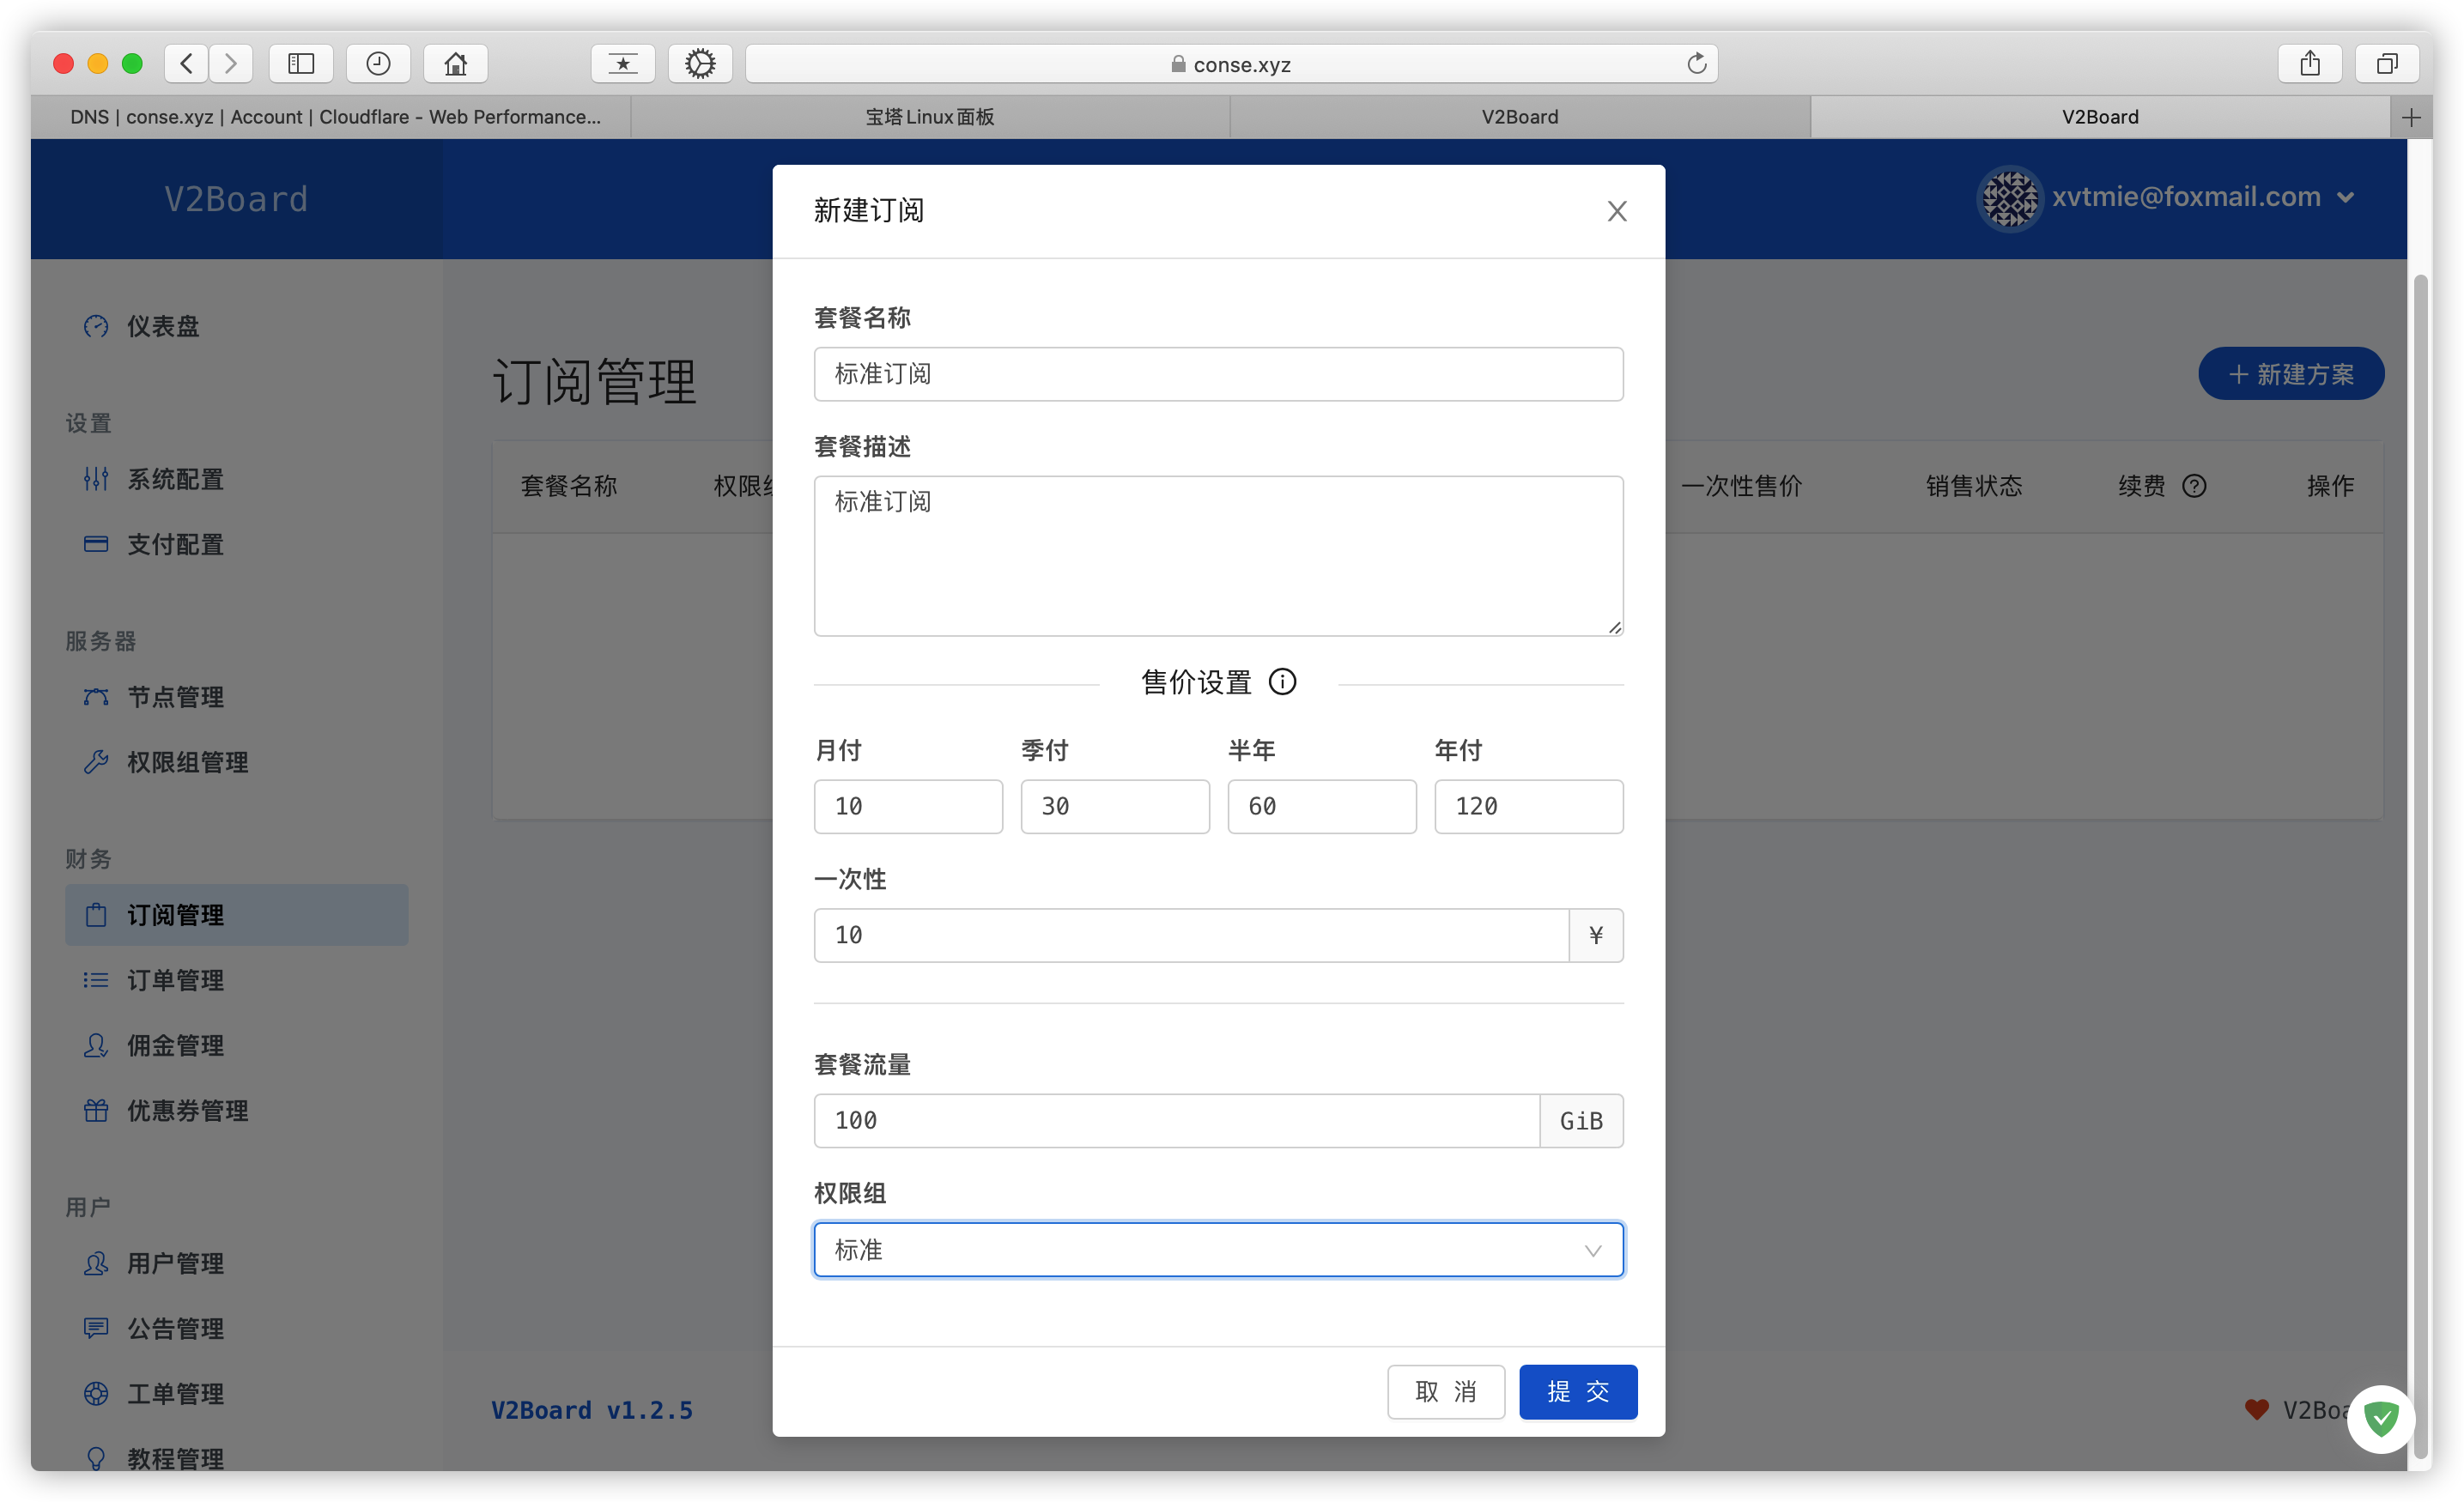 conse.xyz
DNS | conse.xyz | Account | Cloudflare - Web Performance...
宝塔Linux面板
V2Board
V2Board
V2Board
xvtmie@foxmail.com
仪表盘
设置
系统配置
支付配置
服务器
节点管理
权限组管理
财务
订阅管理
订单管理
佣金管理
优惠券管理
用户
用户管理
公告管理
工单管理
教程管理
订阅管理
新建方案
套餐名称
权限
一次性售价
销售状态
续费
操作
新建订阅
套餐名称
标准订阅
套餐描述
标准订阅
售价设置
月付
季付
半年
年付
10
30
60
120
一次性
10
¥
套餐流量
100
GiB
权限组
标准
取 消
提 交
V2Board v1.2.5
V2Boa